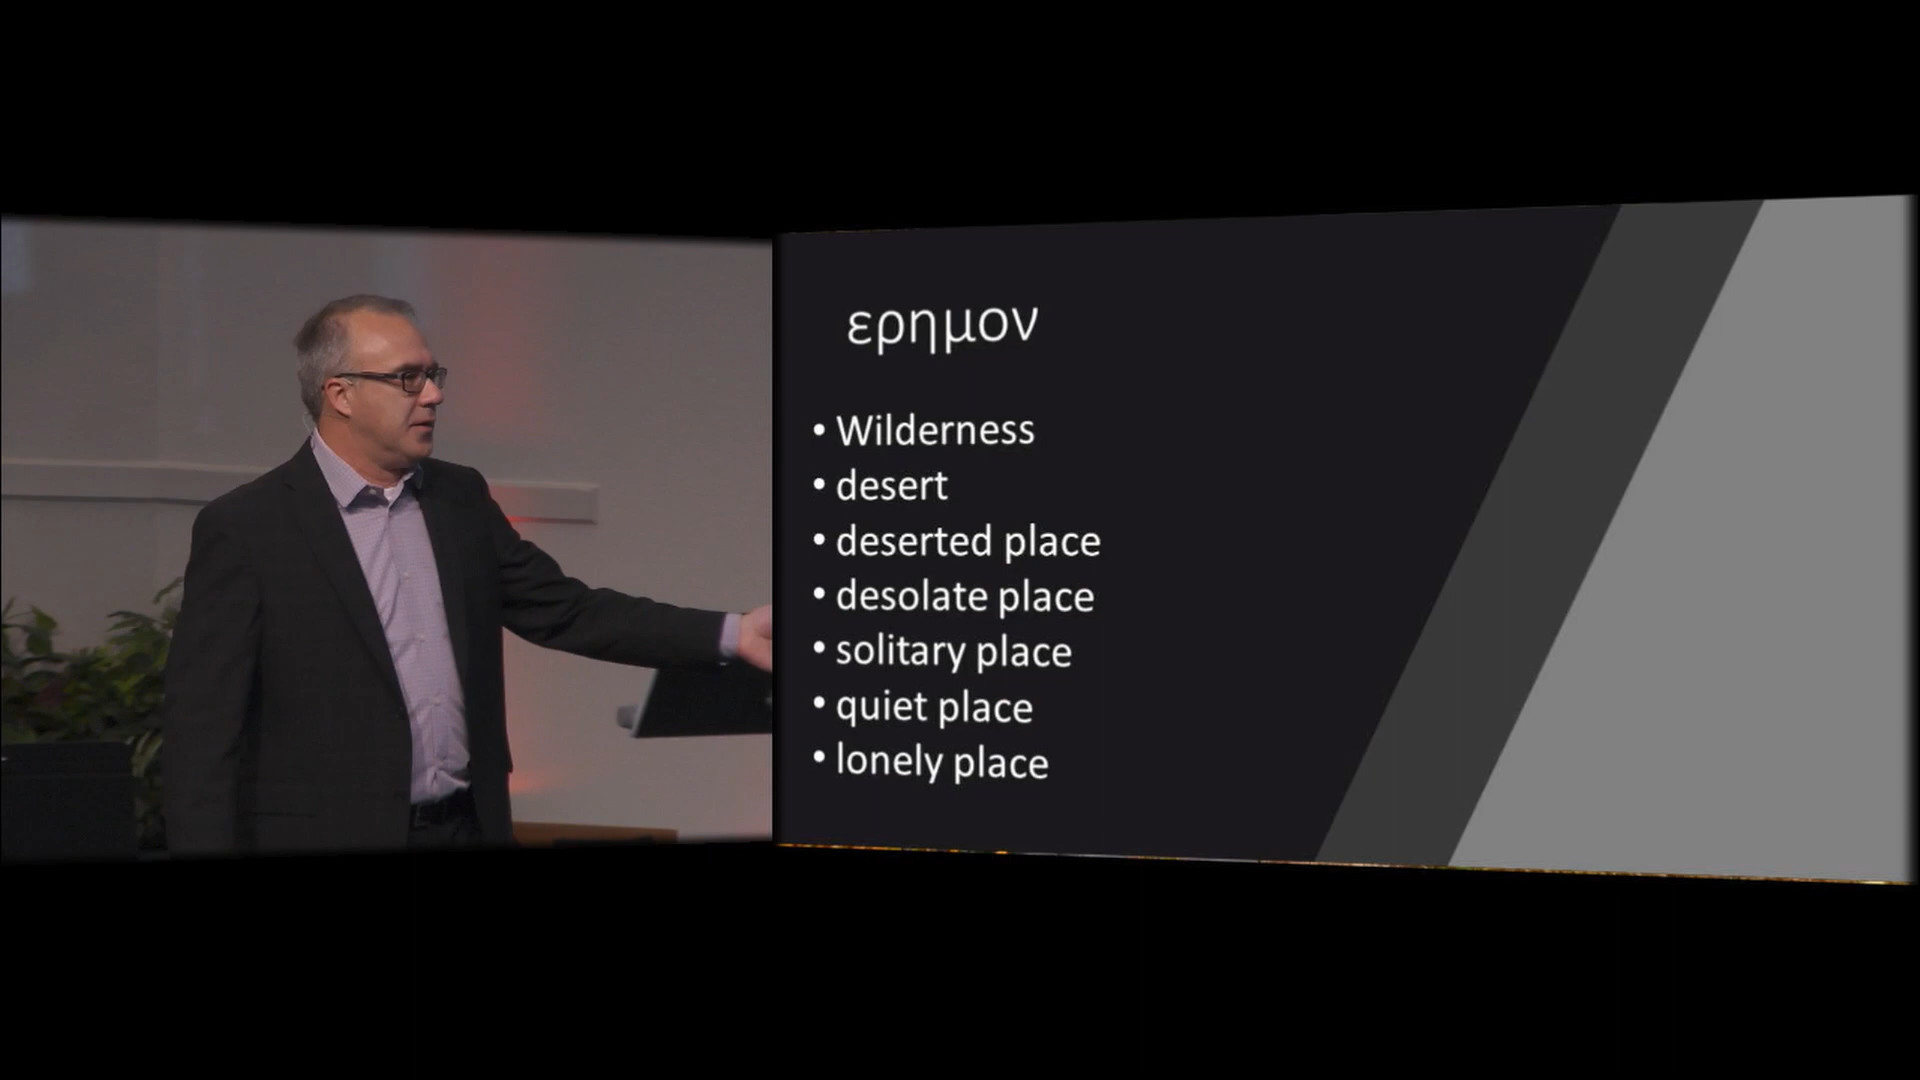 ερημον
• Wilderness
• desert
• deserted place
• desolate place
• solitary place
• quiet place
• lonely place